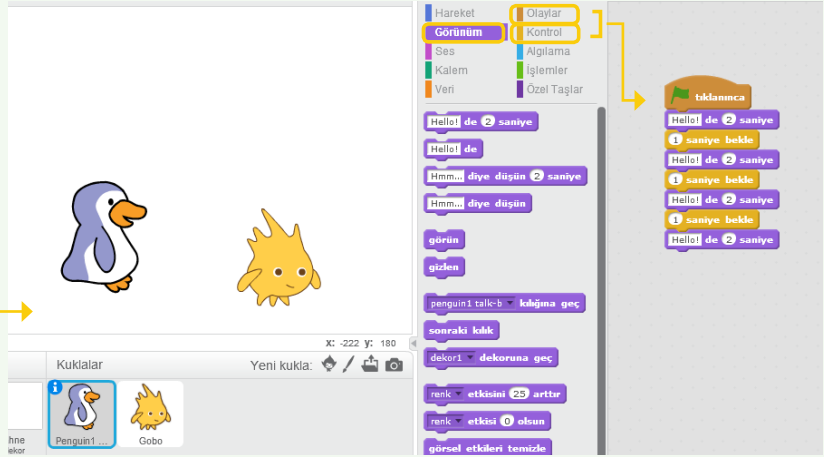 Hareket
Olaylar
Görünüm
Kontrol
Ses
Algılama
Kalem
İşlemler
Veri
Özel Taşlar
Hello! de 2 saniye
Hello! de
Hmm... diye düşün 2 saniye
Hmm... diye düşün
görün
gizlen
penguin1 talk-b kılığına geç
sonraki kılık
dekor1 dekoruna geç
renk etkisini 25 arttır
renk etkisi 0 olsun
görsel etkileri temizle
tıklanınca
Hello! de 2 saniye
1 saniye bekle
Hello! de 2 saniye
1 saniye bekle
Hello! de 2 saniye
1 saniye bekle
Hello! de 2 saniye
x: -222 y: 180
Kuklalar
Yeni kukla:
Penguin1 ...
Gobo
hne
ekor